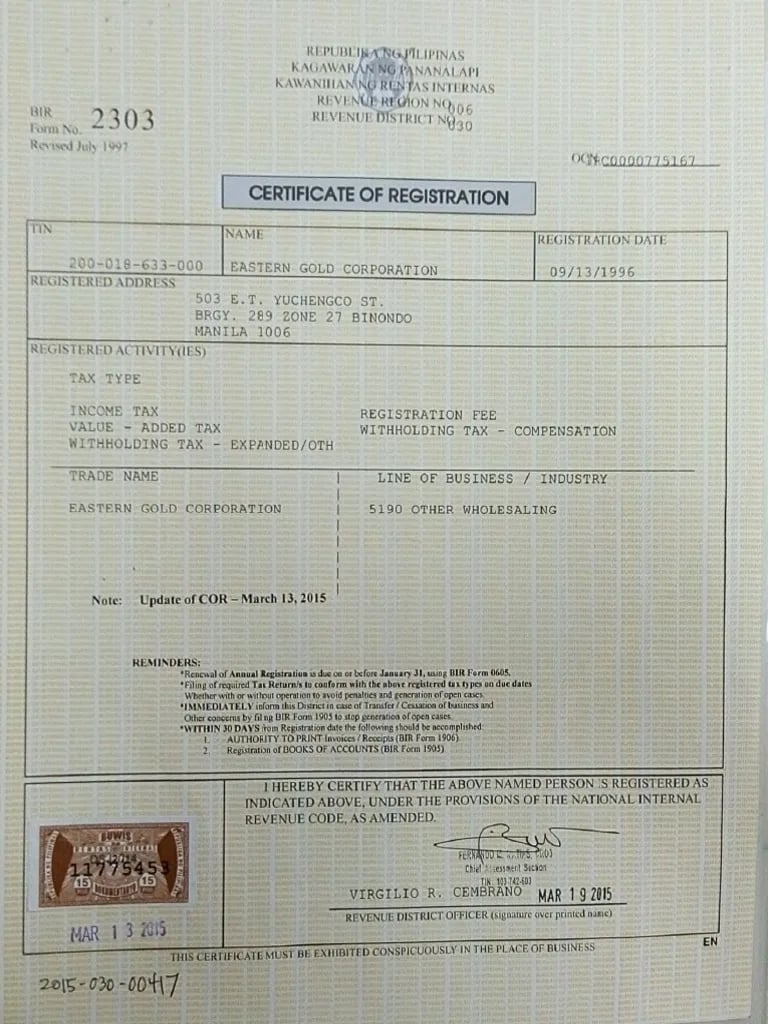 REPUBLIKA NG PILIPINAS
KAGAWARAN NG PANANALAPI
KAWANIHAN NG RENTAS INTERNAS
REVENUE REGION NO. 006
REVENUE DISTRICT NO. 030
BIR
Form No. 2303
Revised July 1997
OCN C0000775167
CERTIFICATE OF REGISTRATION
TIN NAME REGISTRATION DATE
200-018-633-000 EASTERN GOLD CORPORATION 09/13/1996
REGISTERED ADDRESS
503 E.T. YUCHENGCO ST.
BRGY. 289 ZONE 27 BINONDO
MANILA 1006
REGISTERED ACTIVITY(IES)
TAX TYPE
INCOME TAX REGISTRATION FEE
VALUE - ADDED TAX WITHHOLDING TAX - COMPENSATION
WITHHOLDING TAX - EXPANDED/OTH
TRADE NAME LINE OF BUSINESS / INDUSTRY
EASTERN GOLD CORPORATION 5190 OTHER WHOLESALING
Note: Update of COR – March 13, 2015
REMINDERS:
*Renewal of Annual Registration is due on or before January 31, using BIR Form 0605.
*Filing of required Tax Return/s to conform with the above registered tax types on due dates
Whether with or without operation to avoid penalties and generation of open cases.
*IMMEDIATELY inform this District in case of Transfer / Cessation of business and
Other concerns by filing BIR Form 1905 to stop generation of open cases.
*WITHIN 30 DAYS from Registration date the following should be accomplished:
1. AUTHORITY TO PRINT Invoices / Receipts (BIR Form 1906)
2. Registration of BOOKS OF ACCOUNTS (BIR Form 1905)
I HEREBY CERTIFY THAT THE ABOVE NAMED PERSON IS REGISTERED AS
INDICATED ABOVE, UNDER THE PROVISIONS OF THE NATIONAL INTERNAL
REVENUE CODE, AS AMENDED.
BUWIS
RENTAS INTERNAS
11775453
15 DOKUMENTARYO 15
MAR 13 2015
Chief Assessment Section
TIN: 103-742-603
VIRGILIO R. CEMBRANO MAR 19 2015
REVENUE DISTRICT OFFICER (signature over printed name)
THIS CERTIFICATE MUST BE EXHIBITED CONSPICUOUSLY IN THE PLACE OF BUSINESS
EN
2015-030-00417